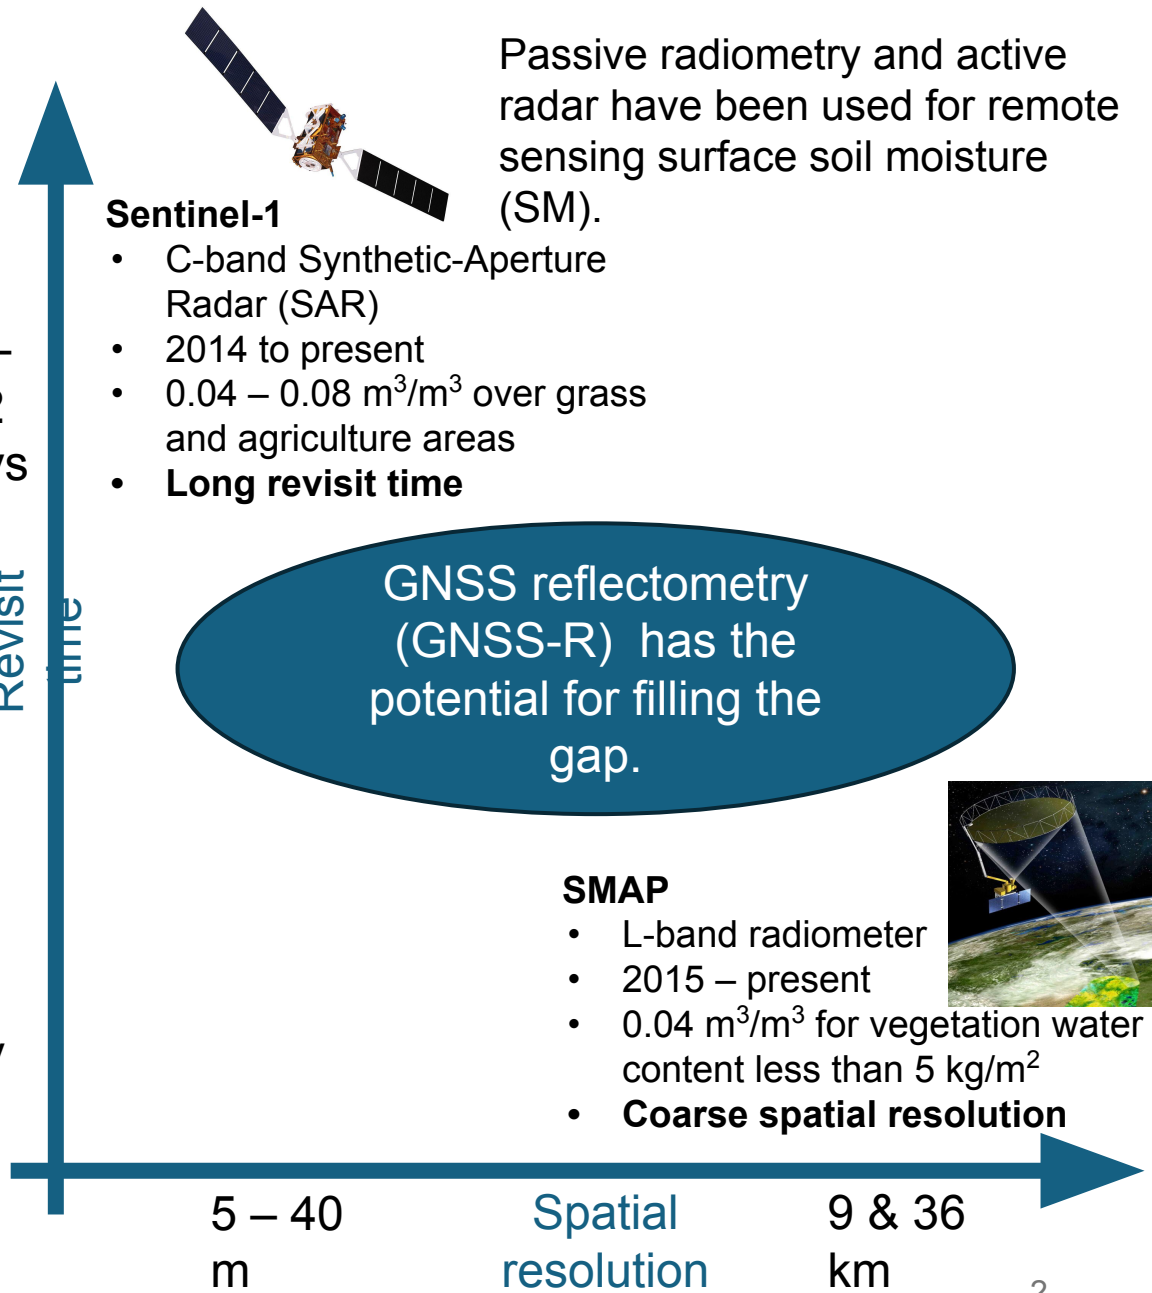 Passive radiometry and active
radar have been used for remote
sensing surface soil moisture
(SM).
Sentinel-1
• C-band Synthetic-Aperture
Radar (SAR)
• 2014 to present
• 0.04 – 0.08 m³/m³ over grass
and agriculture areas
• Long revisit time
Revisit
time
GNSS reflectometry
(GNSS-R) has the
potential for filling the
gap.
SMAP
• L-band radiometer
• 2015 – present
• 0.04 m³/m³ for vegetation water
content less than 5 kg/m²
• Coarse spatial resolution
5 – 40
m
Spatial
resolution
9 & 36
km